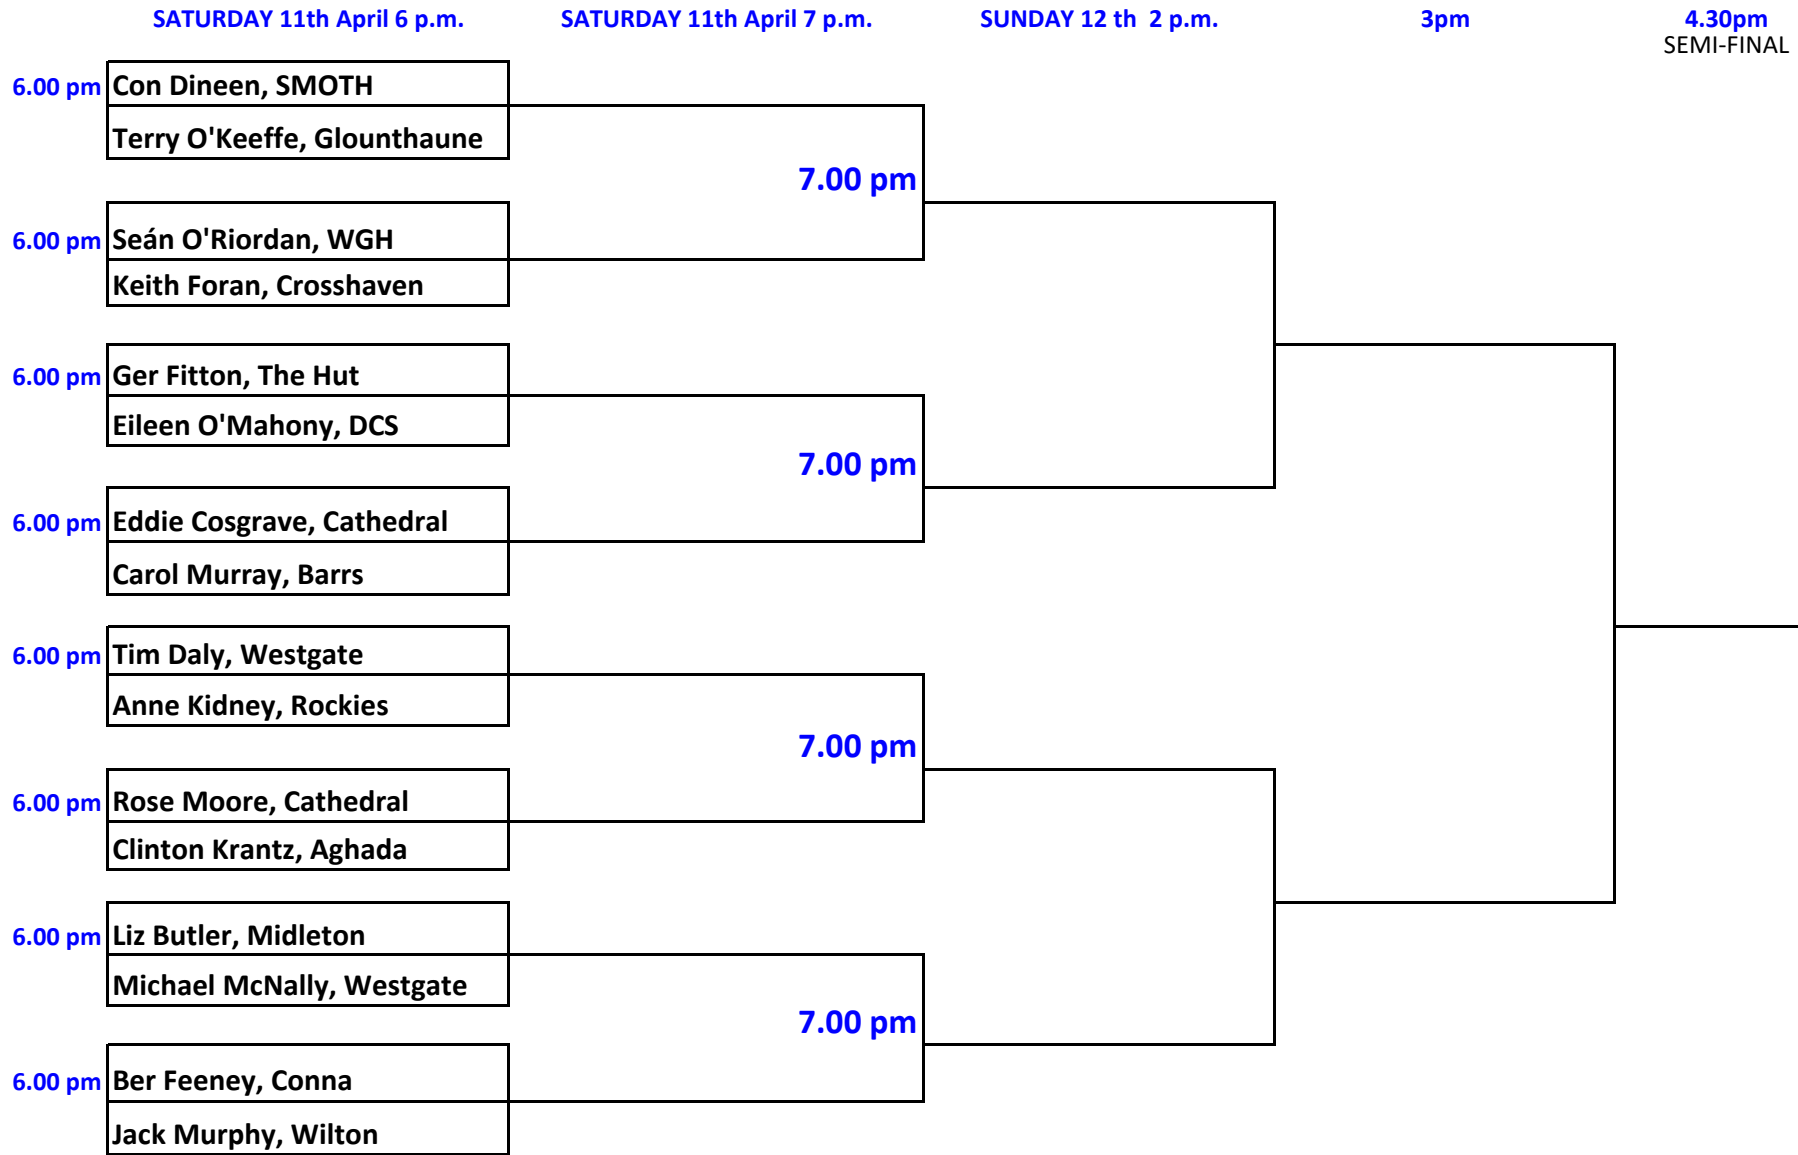 SATURDAY 11th April 6 p.m. SATURDAY 11th April 7 p.m. SUNDAY 12 th 2 p.m. 3pm 4.30pm
SEMI-FINAL
6.00 pm Con Dineen, SMOTH
Terry O'Keeffe, Glounthaune
7.00 pm
6.00 pm Seán O'Riordan, WGH
Keith Foran, Crosshaven
6.00 pm Ger Fitton, The Hut
Eileen O'Mahony, DCS
7.00 pm
6.00 pm Eddie Cosgrave, Cathedral
Carol Murray, Barrs
6.00 pm Tim Daly, Westgate
Anne Kidney, Rockies
7.00 pm
6.00 pm Rose Moore, Cathedral
Clinton Krantz, Aghada
6.00 pm Liz Butler, Midleton
Michael McNally, Westgate
7.00 pm
6.00 pm Ber Feeney, Conna
Jack Murphy, Wilton